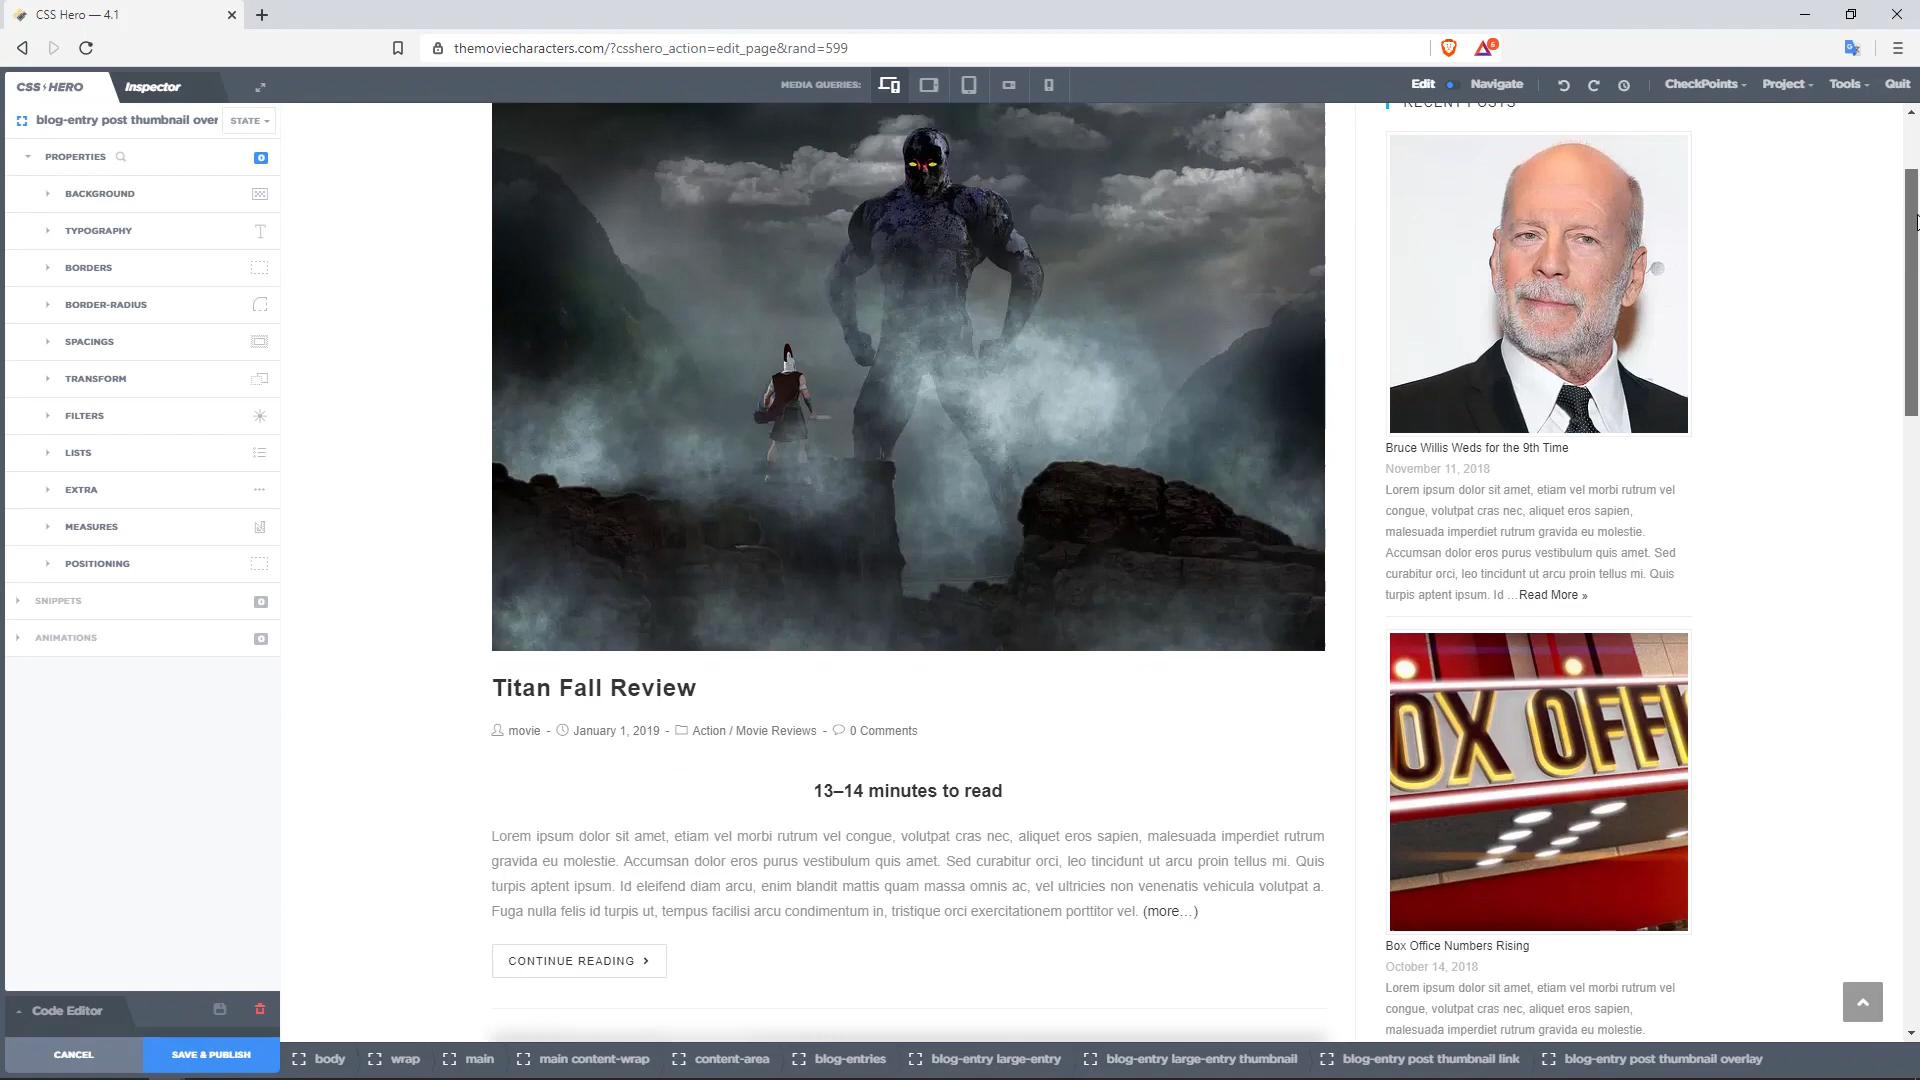 CSS Hero — 4.1
themoviecharacters.com/?csshero_action=edit_page&rand=599
6
CSS HERO
Inspector
MEDIA QUERIES:
Edit
Navigate
CheckPoints
Project
Tools
Quit
blog-entry post thumbnail over
STATE
PROPERTIES
0
BACKGROUND
TYPOGRAPHY
BORDERS
BORDER-RADIUS
SPACINGS
TRANSFORM
FILTERS
LISTS
EXTRA
MEASURES
POSITIONING
SNIPPETS
0
ANIMATIONS
0
Code Editor
CANCEL
SAVE & PUBLISH
Titan Fall Review
movie - January 1, 2019 - Action / Movie Reviews - 0 Comments
13–14 minutes to read
Lorem ipsum dolor sit amet, etiam vel morbi rutrum vel congue, volutpat cras nec, aliquet eros sapien, malesuada imperdiet rutrum
gravida eu molestie. Accumsan dolor eros purus vestibulum quis amet. Sed curabitur orci, leo tincidunt ut arcu proin tellus mi. Quis
turpis aptent ipsum. Id eleifend diam arcu, enim blandit mattis quam massa omnis ac, vel ultricies non venenatis vehicula volutpat a.
Fuga nulla felis id turpis ut, tempus facilisi arcu condimentum in, tristique orci exercitationem porttitor vel. (more…)
CONTINUE READING
RECENT POSTS
Bruce Willis Weds for the 9th Time
November 11, 2018
Lorem ipsum dolor sit amet, etiam vel morbi rutrum vel
congue, volutpat cras nec, aliquet eros sapien,
malesuada imperdiet rutrum gravida eu molestie.
Accumsan dolor eros purus vestibulum quis amet. Sed
curabitur orci, leo tincidunt ut arcu proin tellus mi. Quis
turpis aptent ipsum. Id …Read More »
OX OFFI
Box Office Numbers Rising
October 14, 2018
Lorem ipsum dolor sit amet, etiam vel morbi rutrum vel
congue, volutpat cras nec, aliquet eros sapien,
malesuada imperdiet rutrum gravida eu molestie.
body
wrap
main
main content-wrap
content-area
blog-entries
blog-entry large-entry
blog-entry large-entry thumbnail
blog-entry post thumbnail link
blog-entry post thumbnail overlay